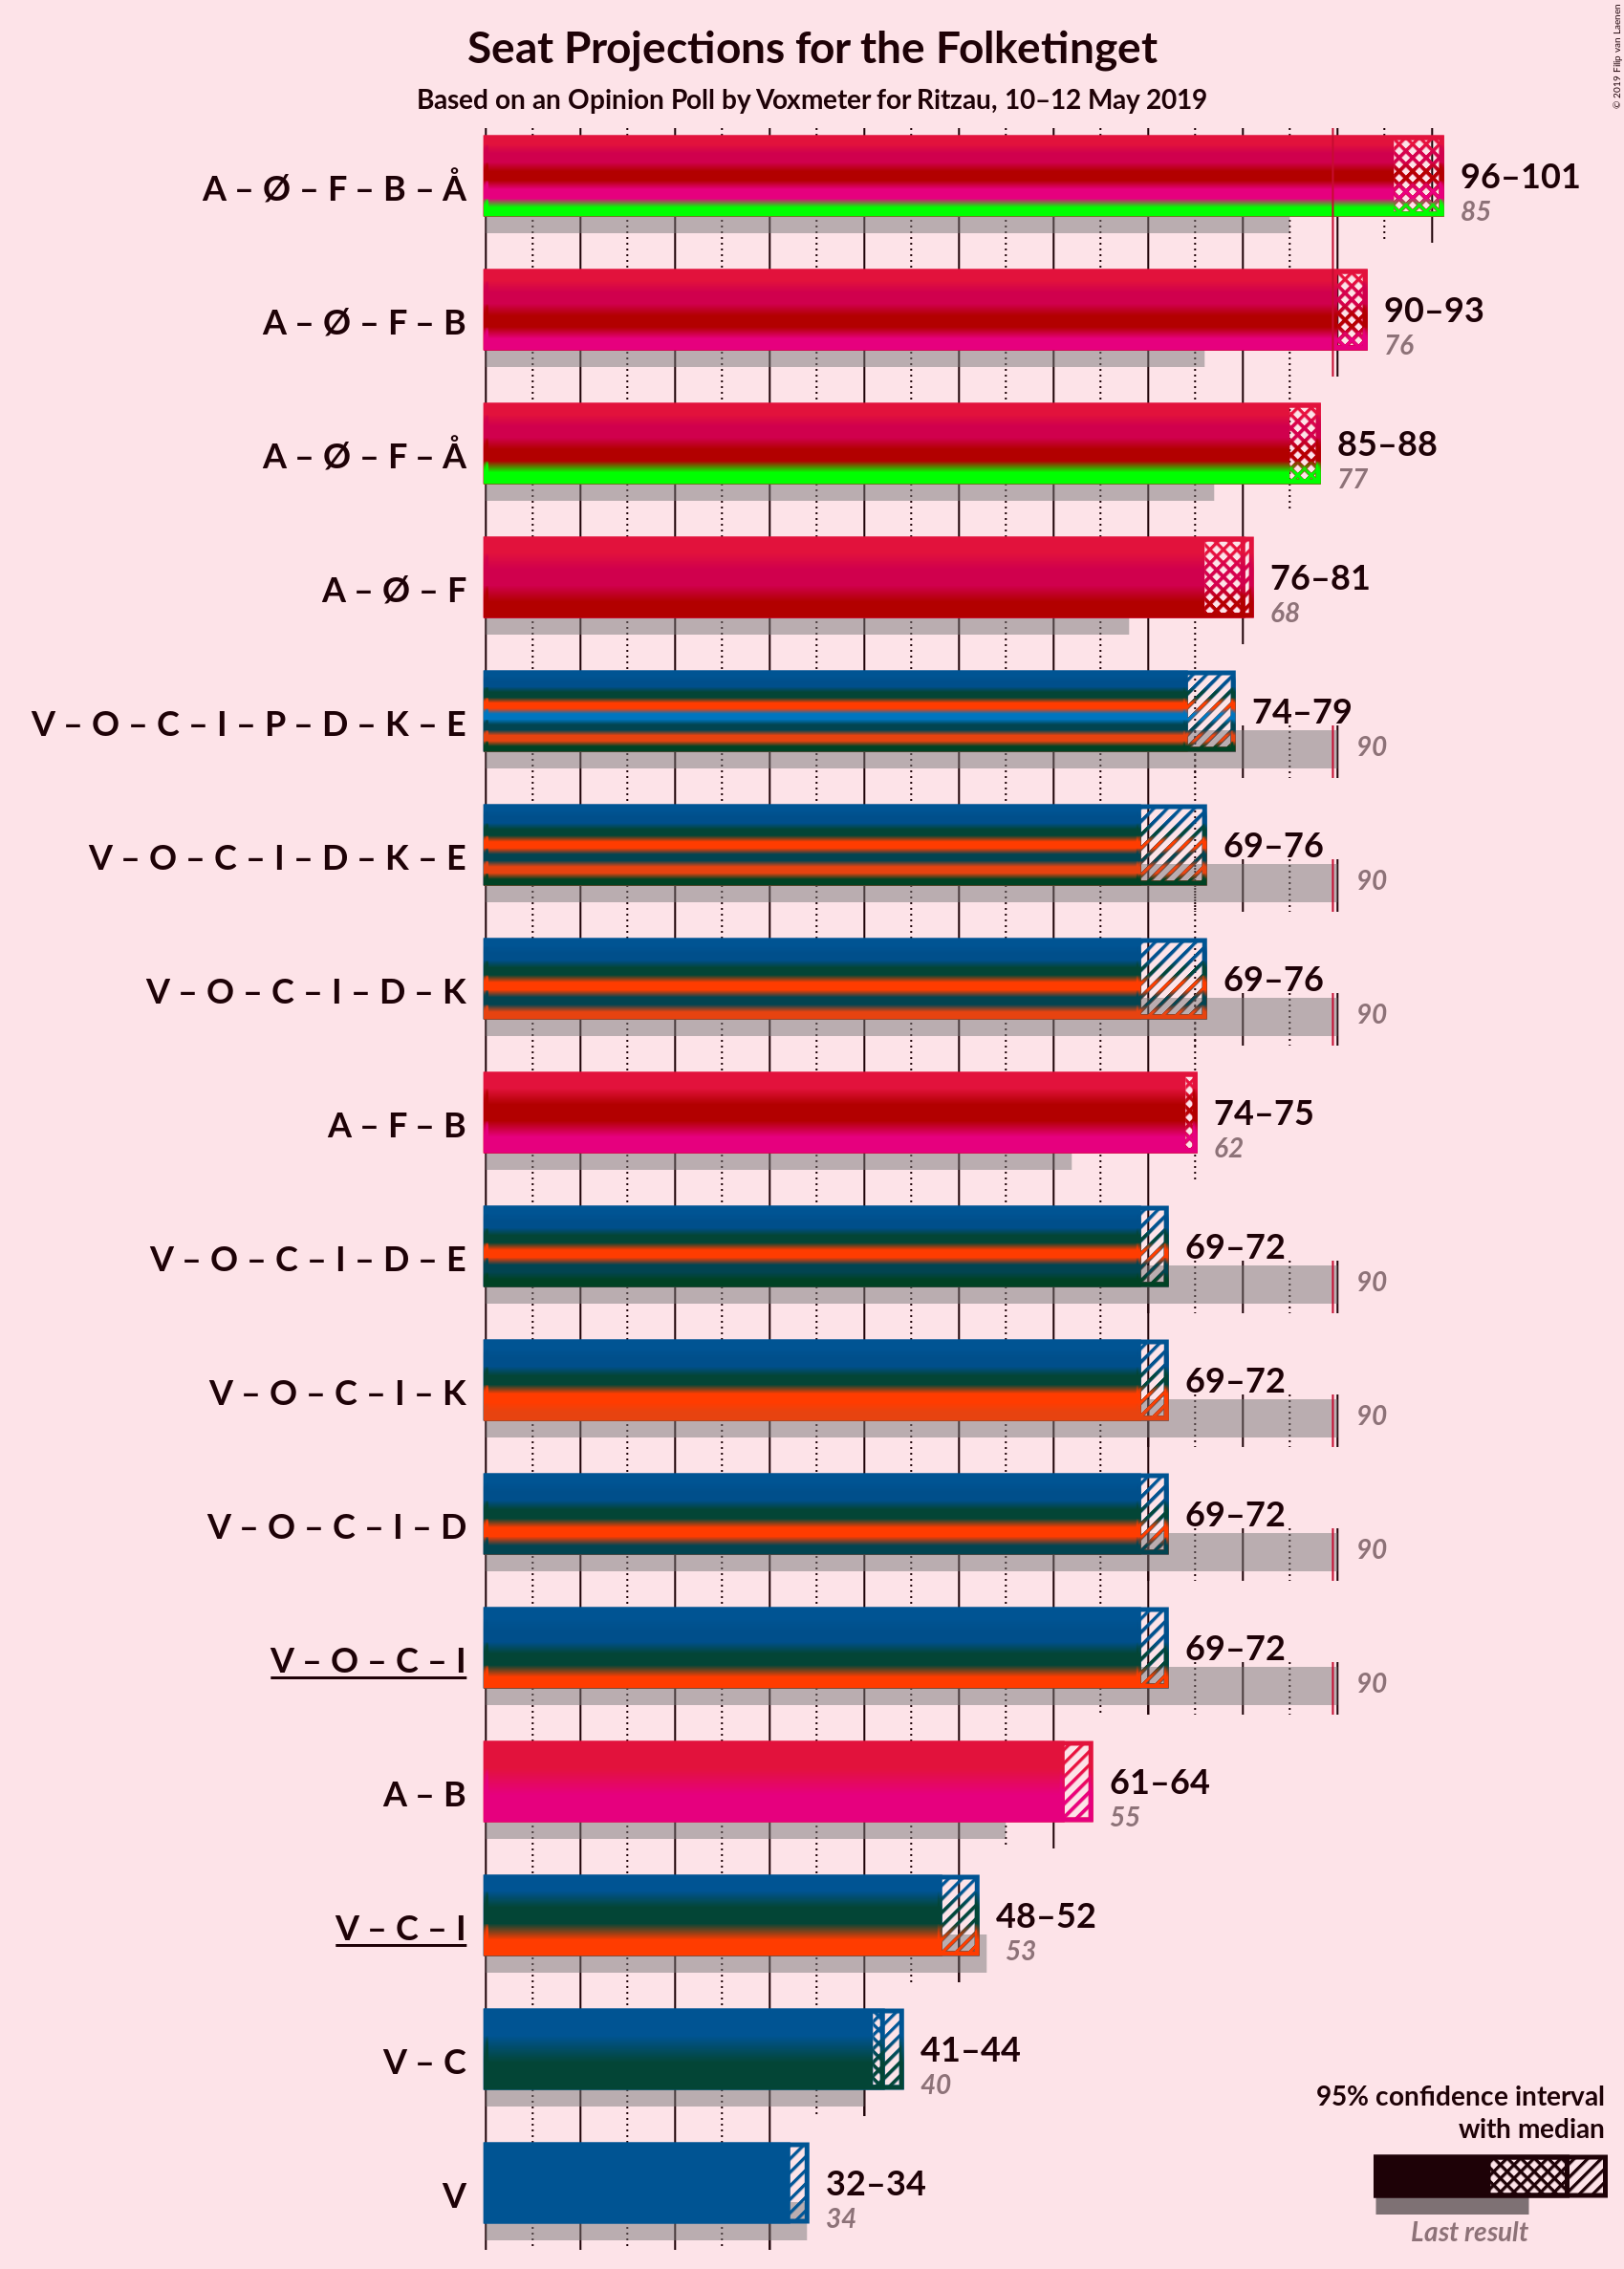 Seat Projections for the Folketinget
Based on an Opinion Poll by Voxmeter for Ritzau, 10–12 May 2019
© 2019 Filip van Laenen
A – Ø – F – B – Å
96–101
85
A – Ø – F – B
90–93
76
A – Ø – F – Å
85–88
77
A – Ø – F
76–81
68
V – O – C – I – P – D – K – E
74–79
90
V – O – C – I – D – K – E
69–76
90
V – O – C – I – D – K
69–76
90
A – F – B
74–75
62
V – O – C – I – D – E
69–72
90
V – O – C – I – K
69–72
90
V – O – C – I – D
69–72
90
V – O – C – I
69–72
90
A – B
61–64
55
V – C – I
48–52
53
V – C
41–44
40
V
32–34
34
95% confidence interval
with median
Last result